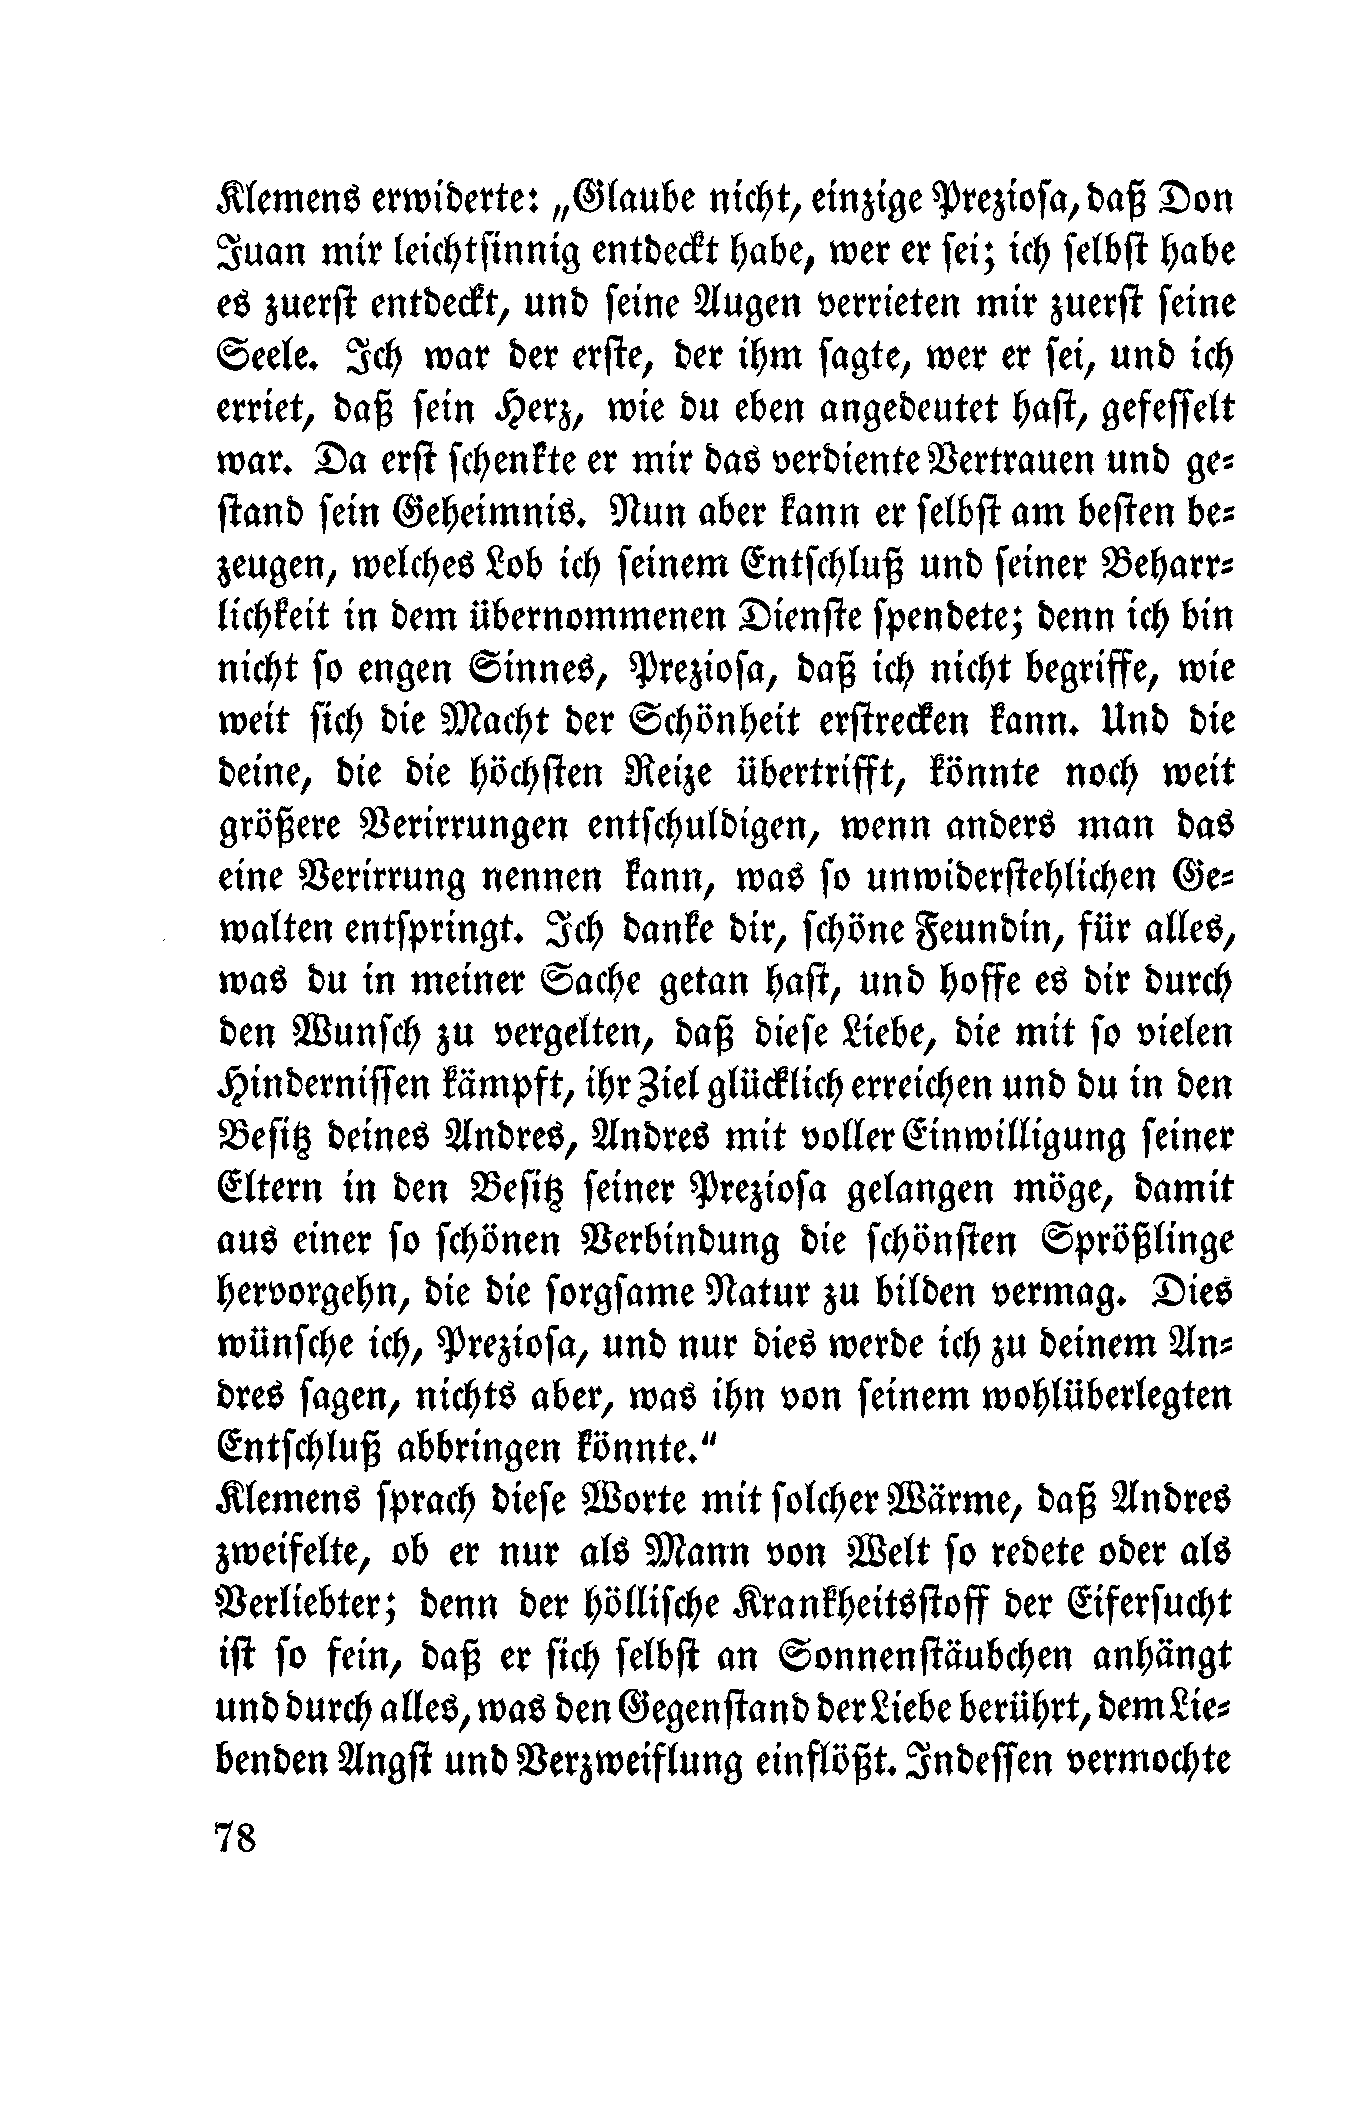 Klemens erwiderte: „Glaube nicht, einzige Preziosa, daß Don
Juan mir leichtsinnig entdeckt habe, wer er sei; ich selbst habe
es zuerst entdeckt, und seine Augen verrieten mir zuerst seine
Seele. Ich war der erste, der ihm sagte, wer er sei, und ich
erriet, daß sein Herz, wie du eben angedeutet hast, gefesselt
war. Da erst schenkte er mir das verdiente Vertrauen und ge-
stand sein Geheimnis. Nun aber kann er selbst am besten be-
zeugen, welches Lob ich seinem Entschluß und seiner Beharr-
lichkeit in dem übernommenen Dienste spendete; denn ich bin
nicht so engen Sinnes, Preziosa, daß ich nicht begriffe, wie
weit sich die Macht der Schönheit erstrecken kann. Und die
deine, die die höchsten Reize übertrifft, könnte noch weit
größere Verirrungen entschuldigen, wenn anders man das
eine Verirrung nennen kann, was so unwiderstehlichen Ge-
walten entspringt. Ich danke dir, schöne Feundin, für alles,
was du in meiner Sache getan hast, und hoffe es dir durch
den Wunsch zu vergelten, daß diese Liebe, die mit so vielen
Hindernissen kämpft, ihr Ziel glücklich erreichen und du in den
Besitz deines Andres, Andres mit voller Einwilligung seiner
Eltern in den Besitz seiner Preziosa gelangen möge, damit
aus einer so schönen Verbindung die schönsten Sprößlinge
hervorgehn, die die sorgsame Natur zu bilden vermag. Dies
wünsche ich, Preziosa, und nur dies werde ich zu deinem An-
dres sagen, nichts aber, was ihn von seinem wohlüberlegten
Entschluß abbringen könnte.“
Klemens sprach diese Worte mit solcher Wärme, daß Andres
zweifelte, ob er nur als Mann von Welt so redete oder als
Verliebter; denn der höllische Krankheitsstoff der Eifersucht
ist so fein, daß er sich selbst an Sonnenstäubchen anhängt
und durch alles, was den Gegenstand der Liebe berührt, dem Lie-
benden Angst und Verzweiflung einflößt. Indessen vermochte
78